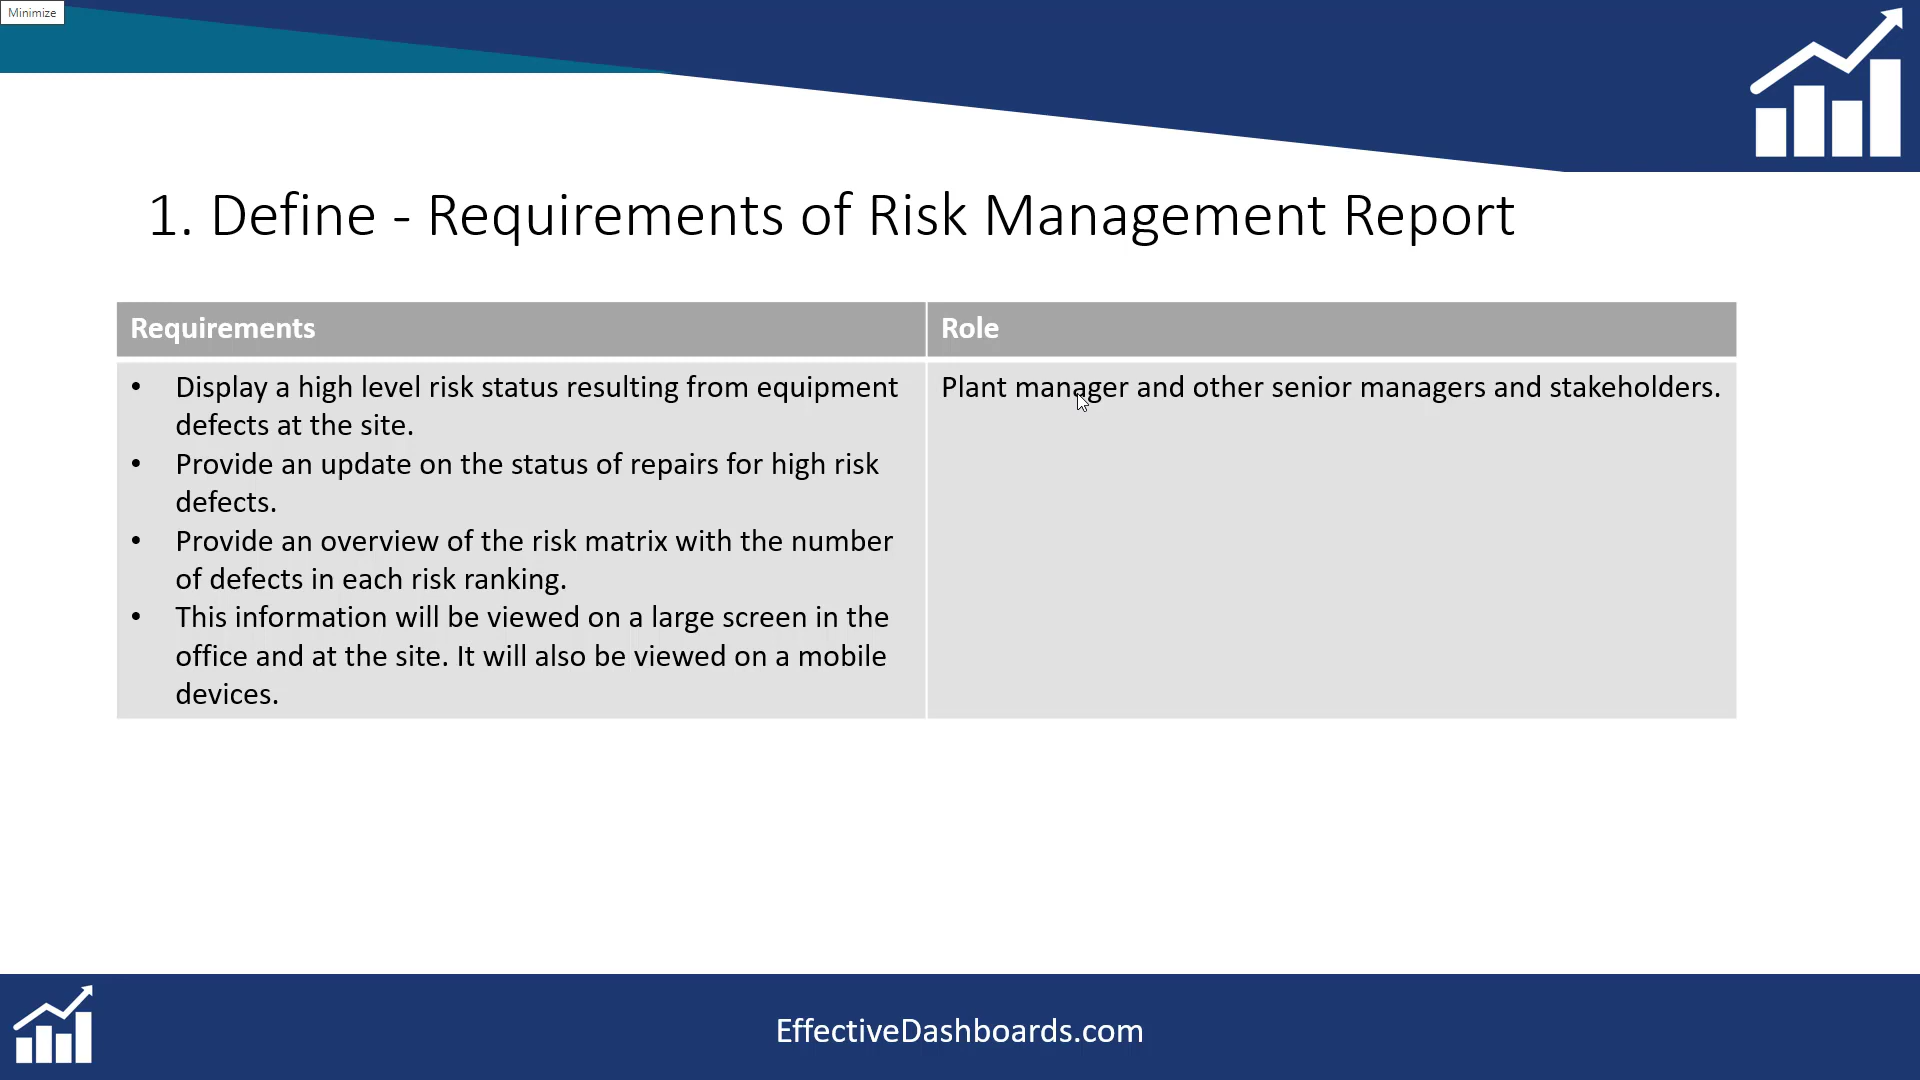 Minimize
1. Define - Requirements of Risk Management Report
Requirements
Role
• Display a high level risk status resulting from equipment
defects at the site.
• Provide an update on the status of repairs for high risk
defects.
• Provide an overview of the risk matrix with the number
of defects in each risk ranking.
• This information will be viewed on a large screen in the
office and at the site. It will also be viewed on a mobile
devices.
Plant manager and other senior managers and stakeholders.
EffectiveDashboards.com